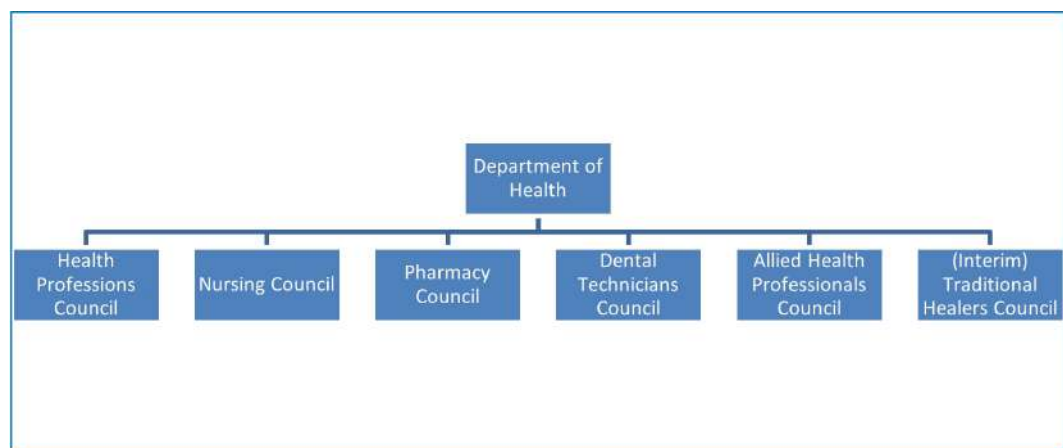 Department of
Health
Health
Professions
Council
Nursing Council
Pharmacy
Council
Dental
Technicians
Council
Allied Health
Professionals
Council
(Interim)
Traditional
Healers Council